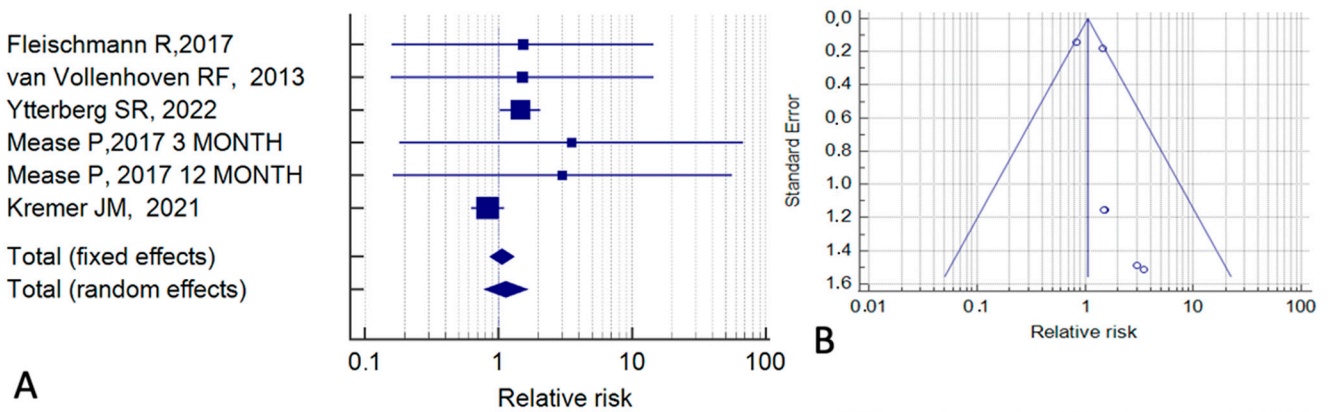 Fleischmann R,2017
van Vollenhoven RF, 2013
Ytterberg SR, 2022
Mease P,2017 3 MONTH
Mease P, 2017 12 MONTH
Kremer JM, 2021
Total (fixed effects)
Total (random effects)
0.1 1 10 100
Relative risk
A
0,0
0.2
0.4
0.6
0.8
1.0
1.2
1.4
1.6
Standard Error
0.01 0.1 1 10 100
Relative risk
B